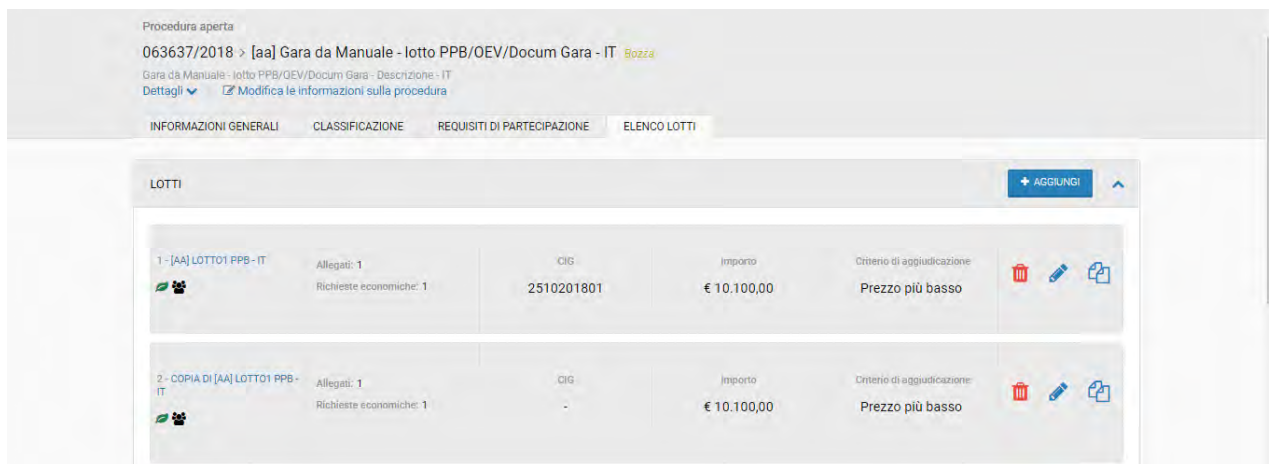 Procedura aperta
063637/2018 > [aa] Gara da Manuale - lotto PPB/OEV/Docum Gara - IT Bozza
Gara da Manuale - lotto PPB/OEV/Docum Gara - Descrizione - IT
Dettagli Modifica le informazioni sulla procedura
INFORMAZIONI GENERALI CLASSIFICAZIONE REQUISITI DI PARTECIPAZIONE ELENCO LOTTI
LOTTI + AGGIUNGI
1 - [AA] LOTTO1 PPB - IT
Allegati: 1
Richieste economiche: 1
CIG
2510201801
Importo
€ 10.100,00
Criterio di aggiudicazione
Prezzo più basso
2 - COPIA DI [AA] LOTTO1 PPB -
IT
Allegati: 1
Richieste economiche: 1
CIG
-
Importo
€ 10.100,00
Criterio di aggiudicazione
Prezzo più basso